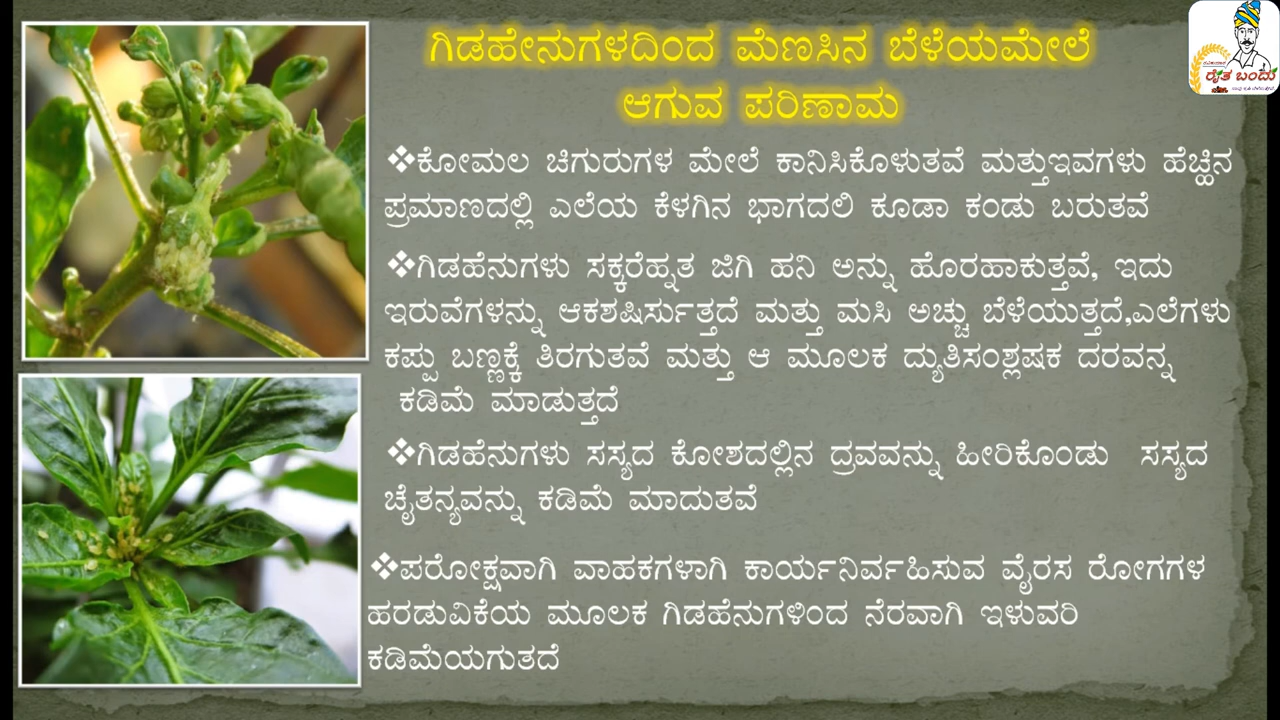 ಗಿಡಹೇನುಗಳದಿಂದ ಮೆಣಸಿನ ಬೆಳೆಯಮೇಲೆ
ಆಗುವ ಪರಿಣಾಮ
ರೈತ ಬಂದು
❖ಕೋಮಲ ಚಿಗುರುಗಳ ಮೇಲೆ ಕಾನಿಸಿಕೊಳುತವೆ ಮತ್ತುಇವಗಳು ಹೆಚ್ಹಿನ
ಪ್ರಮಾಣದಲ್ಲಿ ಎಲೆಯ ಕೆಳಗಿನ ಭಾಗದಲಿ ಕೂಡಾ ಕಂಡು ಬರುತವೆ
❖ಗಿಡಹೆನುಗಳು ಸಕ್ಕರೆಹ್ನತ ಜಿಗಿ ಹನಿ ಅನ್ನು ಹೊರಹಾಕುತ್ತವೆ, ಇದು
ಇರುವೆಗಳನ್ನು ಆಕಶಷಿರ್ಸುತ್ತದೆ ಮತ್ತು ಮಸಿ ಅಚ್ಚು ಬೆಳೆಯುತ್ತದೆ,ಎಲೆಗಳು
ಕಪ್ಪು ಬಣ್ಣಕ್ಕೆ ತಿರಗುತವೆ ಮತ್ತು ಆ ಮೂಲಕ ದ್ಯುತಿಸಂಶ್ಲಷಕ ದರವನ್ನ
ಕಡಿಮೆ ಮಾಡುತ್ತದೆ
❖ಗಿಡಹೆನುಗಳು ಸಸ್ಯದ ಕೋಶದಲ್ಲಿನ ದ್ರವವನ್ನು ಹೀರಿಕೊಂಡು ಸಸ್ಯದ
ಚೈತನ್ಯವನ್ನು ಕಡಿಮೆ ಮಾದುತವೆ
❖ಪರೋಕ್ಷವಾಗಿ ವಾಹಕಗಳಾಗಿ ಕಾರ್ಯನಿರ್ವಹಿಸುವ ವೈರಸ ರೋಗಗಳ
ಹರಡುವಿಕೆಯ ಮೂಲಕ ಗಿಡಹೆನುಗಳಿಂದ ನೆರವಾಗಿ ಇಳುವರಿ
ಕಡಿಮೆಯಗುತದೆ